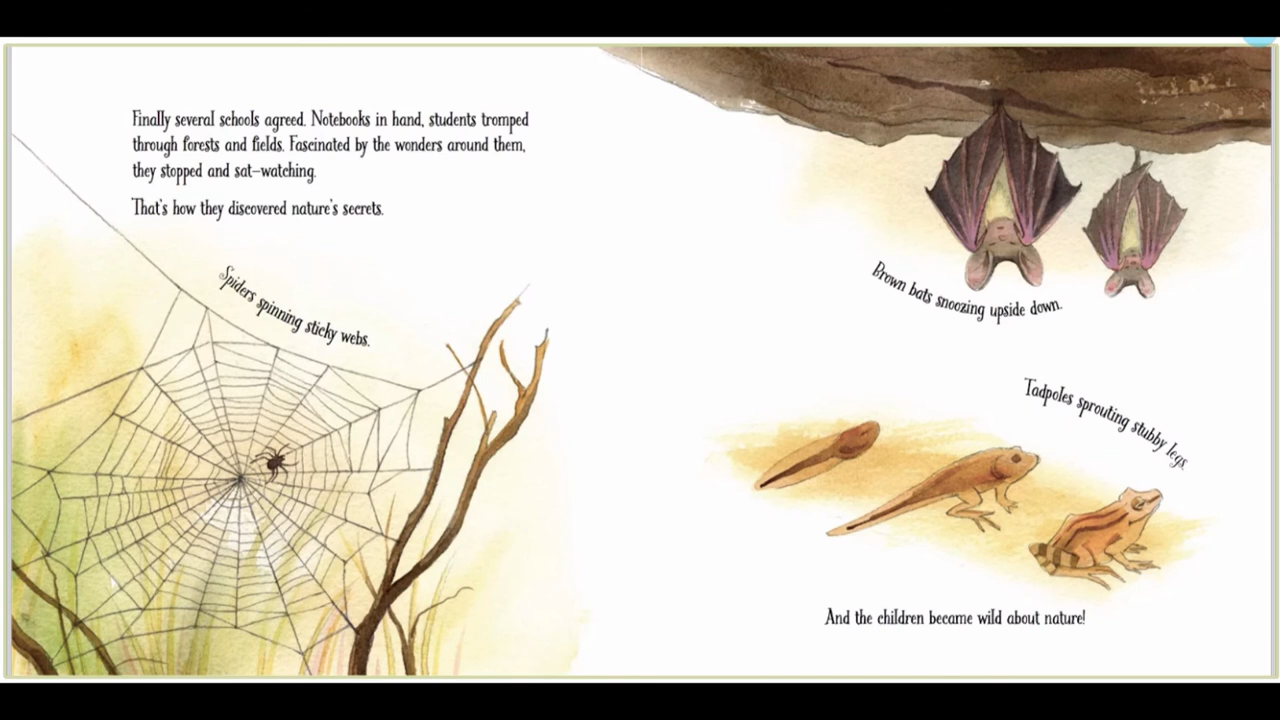 Finally several schools agreed. Notebooks in hand, students tromped
through forests and fields. Fascinated by the wonders around them,
they stopped and sat-watching.
That's how they discovered nature's secrets.
Spiders spinning sticky webs.
Brown bats snoozing upside down.
Tadpoles sprouting stubby legs.
And the children became wild about nature!